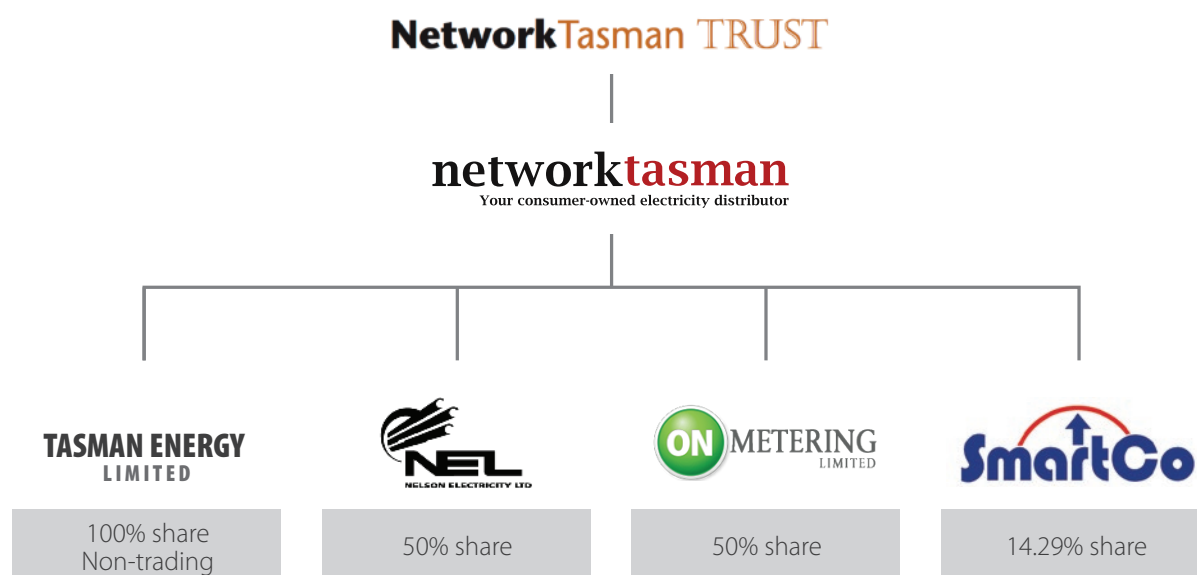 NetworkTasman TRUST
networktasman
Your consumer-owned electricity distributor
TASMAN ENERGY
LIMITED
NEL
NELSON ELECTRICITY LTD
ON METERING
LIMITED
SmartCo
100% share
Non-trading
50% share
50% share
14.29% share